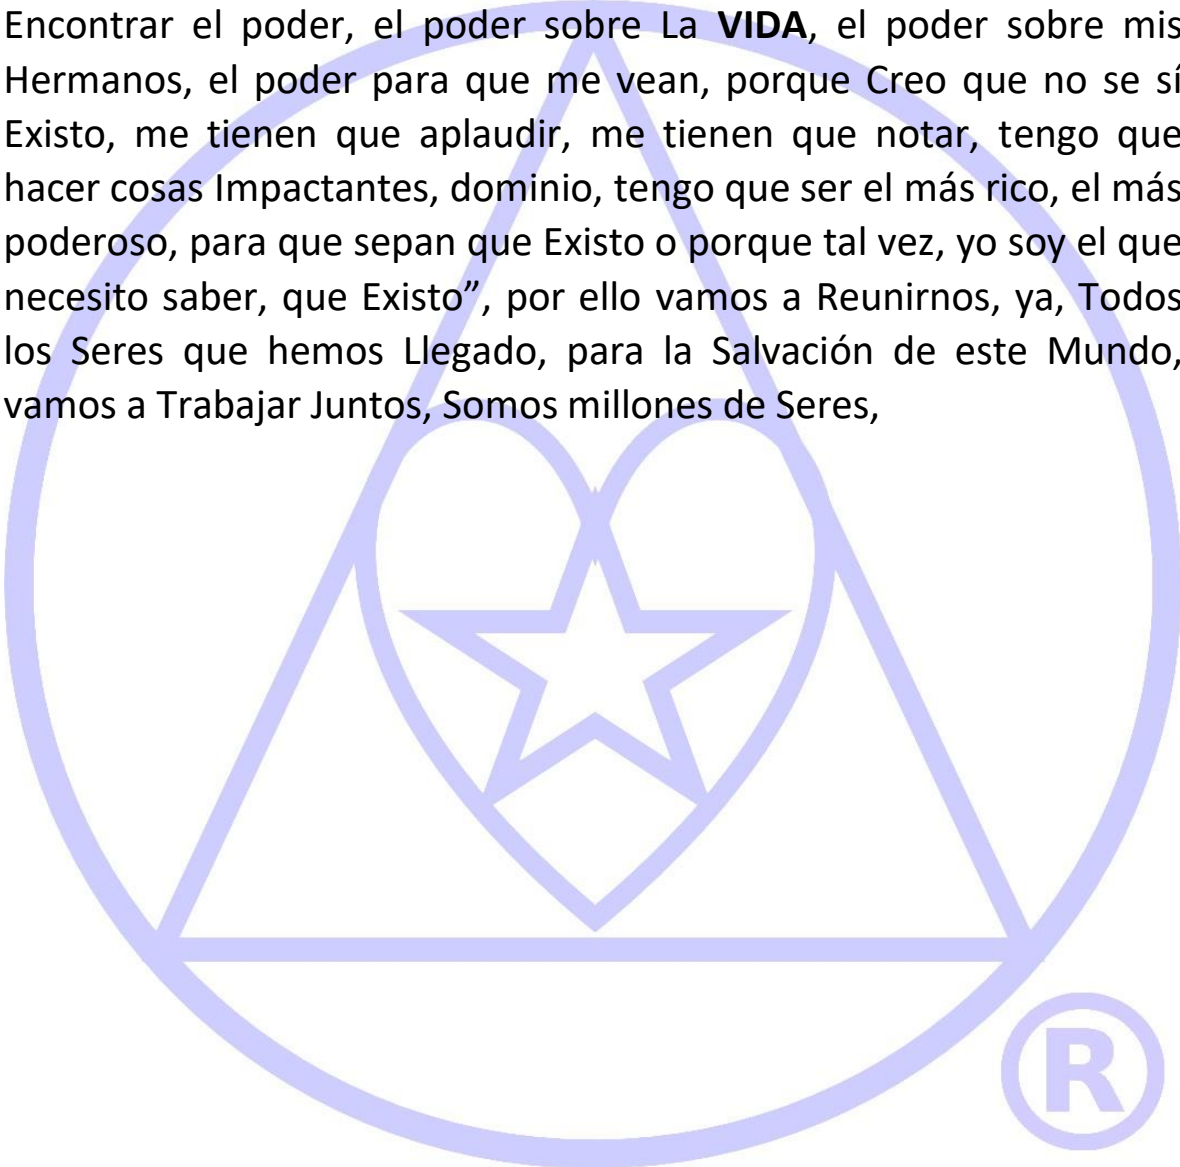 Encontrar el poder, el poder sobre La VIDA, el poder sobre mis
Hermanos, el poder para que me vean, porque Creo que no se sí
Existo, me tienen que aplaudir, me tienen que notar, tengo que
hacer cosas Impactantes, dominio, tengo que ser el más rico, el más
poderoso, para que sepan que Existo o porque tal vez, yo soy el que
necesito saber, que Existo”, por ello vamos a Reunirnos, ya, Todos
los Seres que hemos Llegado, para la Salvación de este Mundo,
vamos a Trabajar Juntos, Somos millones de Seres,
®